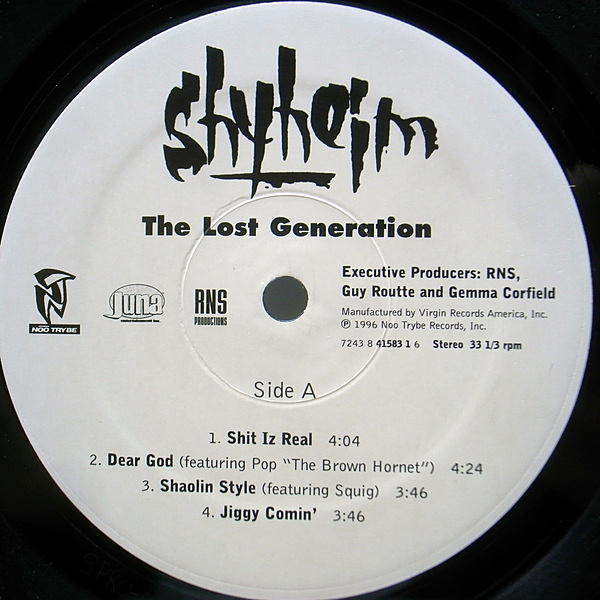 shyheim
The Lost Generation
Executive Producers: RNS,
Guy Routte and Gemma Corfield
Manufactured by Virgin Records America, Inc.
℗ 1996 Noo Trybe Records, Inc.
7243 8 41583 1 6 Stereo 33 1/3 rpm
NOO TRYBE
Juna
RNS
PRODUCTIONS
Side A
1. Shit Iz Real 4:04
2. Dear God (featuring Pop "The Brown Hornet") 4:24
3. Shaolin Style (featuring Squig) 3:46
4. Jiggy Comin' 3:46